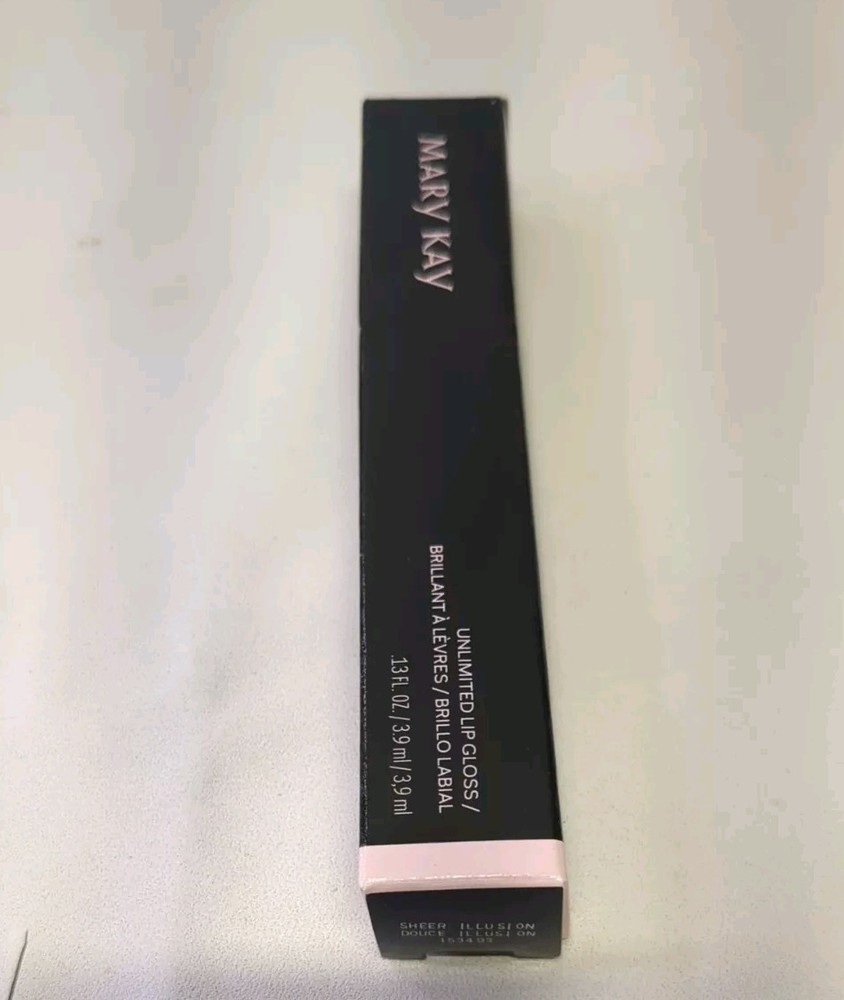 MARY KAY
UNLIMITED LIP GLOSS /
BRILLANT À LÈVRES / BRILLO LABIAL
.13 FL. OZ. / 3.9 ml / 3,9 ml
SHEER ILLUSION
DOUCE ILLUSION
153493